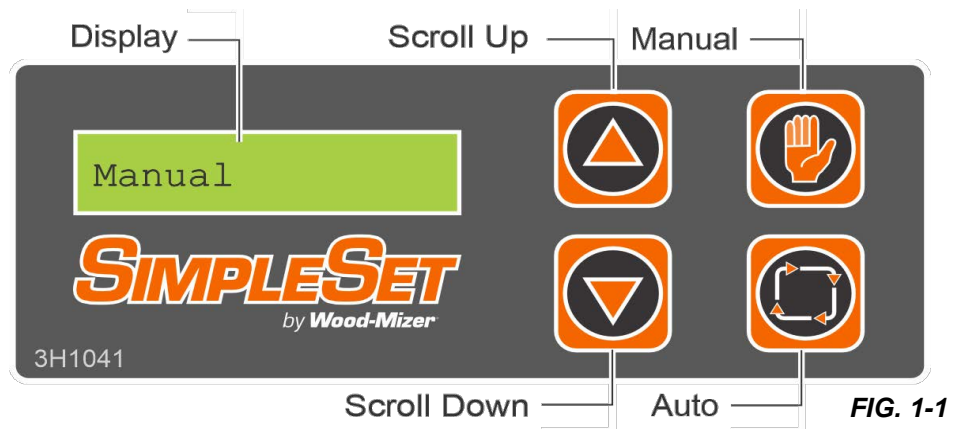 Display
Scroll Up
Manual
Manual
SIMPLESET
by Wood-Mizer
3H1041
Scroll Down
Auto
FIG. 1-1